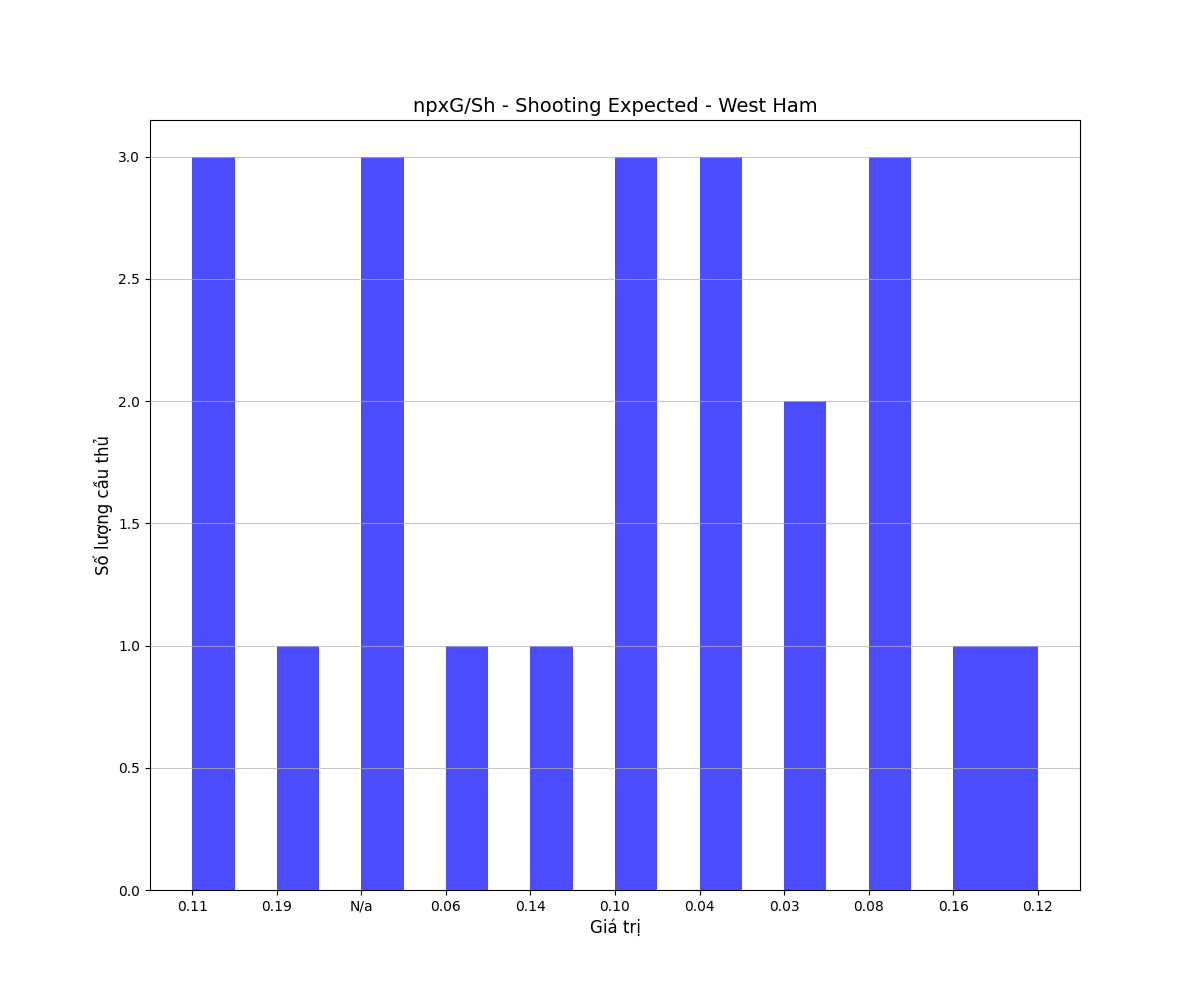 npxG/Sh - Shooting Expected - West Ham
Số lượng cầu thủ
3.0
2.5
2.0
1.5
1.0
0.5
0.0
0.11 0.19 N/a 0.06 0.14 0.10 0.04 0.03 0.08 0.16 0.12
Giá trị